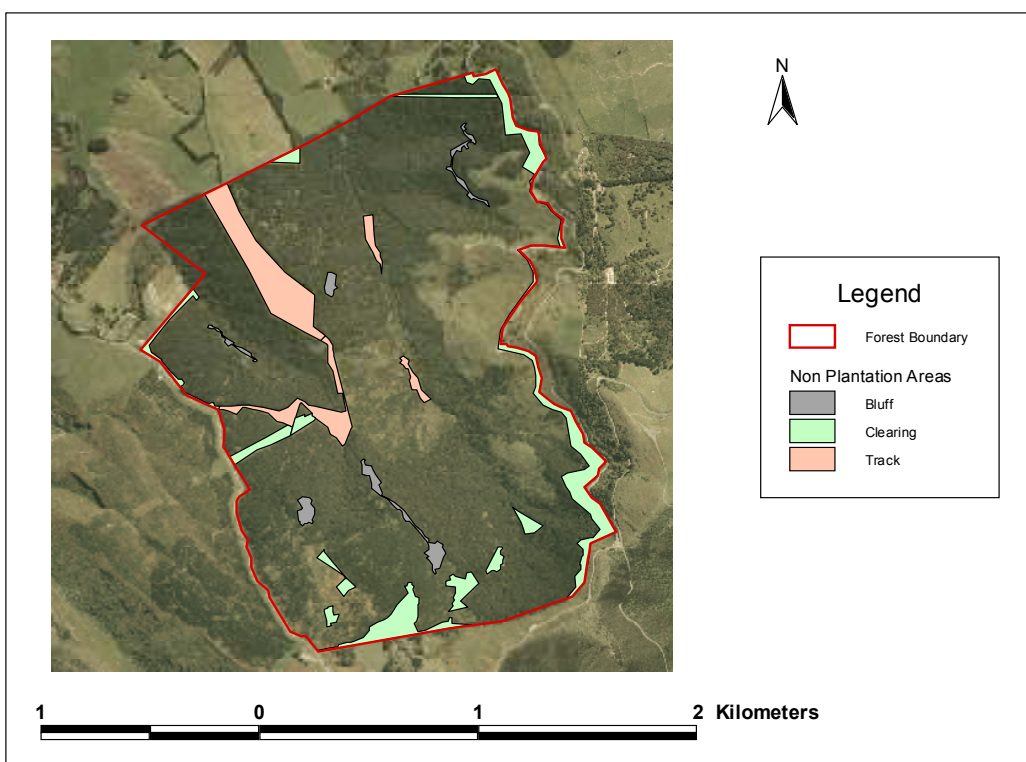 N
Legend
Forest Boundary
Non Plantation Areas
Bluff
Clearing
Track
1 0 1 2 Kilometers